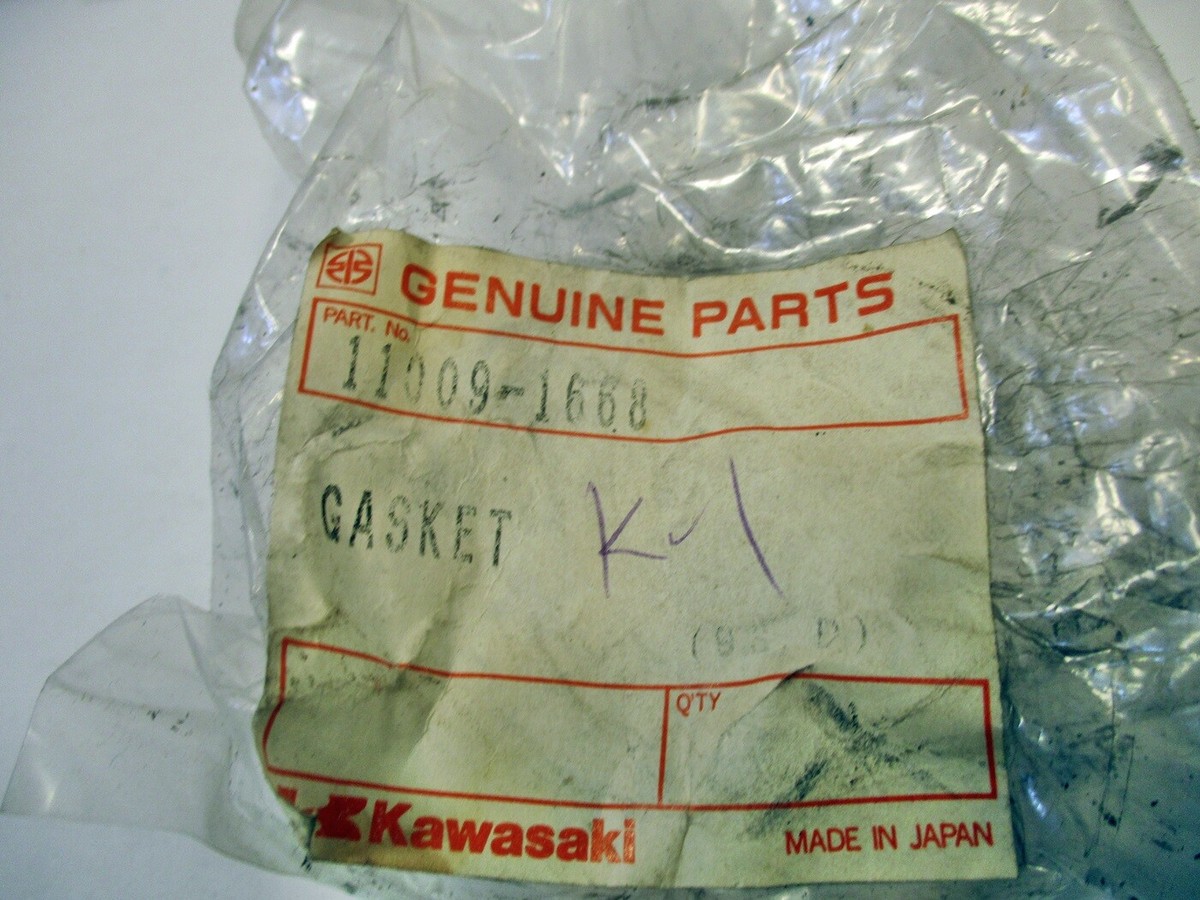 GENUINE PARTS
PART. No.
11009-1668
GASKET K-1
Q'TY
Kawasaki
MADE IN JAPAN